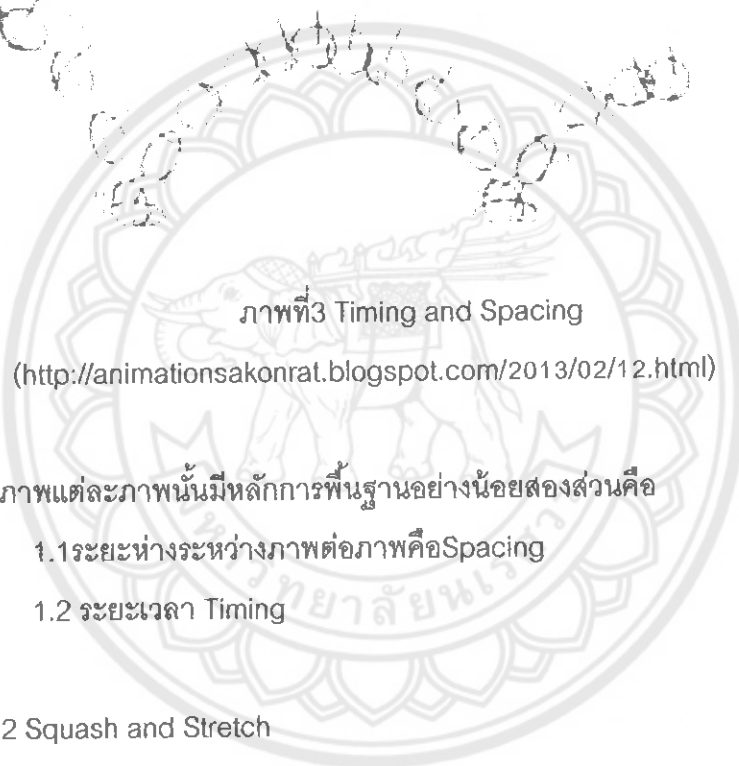 ภาพที่3 Timing and Spacing
(http://animationsakonrat.blogspot.com/2013/02/12.html)
ภาพแต่ละภาพนั้นมีหลักการพื้นฐานอย่างน้อยสองส่วนคือ
1.1ระยะห่างระหว่างภาพต่อภาพคือSpacing
1.2 ระยะเวลา Timing
2 Squash and Stretch